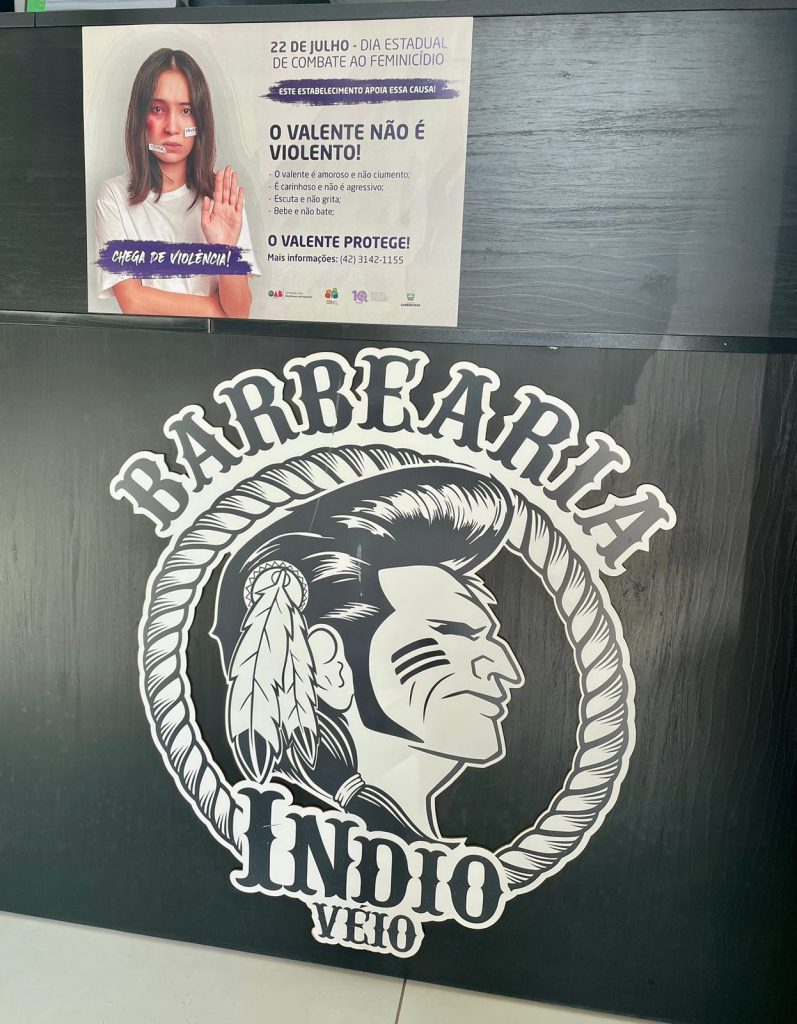 22 DE JULHO - DIA ESTADUAL
DE COMBATE AO FEMINICÍDIO
ESTE ESTABELECIMENTO APOIA ESSA CAUSA!
O VALENTE NÃO É
VIOLENTO!
- O valente é amoroso e não ciumento;
- É carinhoso e não é agressivo;
- Escuta e não grita;
- Bebe e não bate;
O VALENTE PROTEGE!
Mais informações: (42) 3142-1155
CHEGA DE VIOLÊNCIA!
OAB
BARBEARIA
INDIO
VÉIO